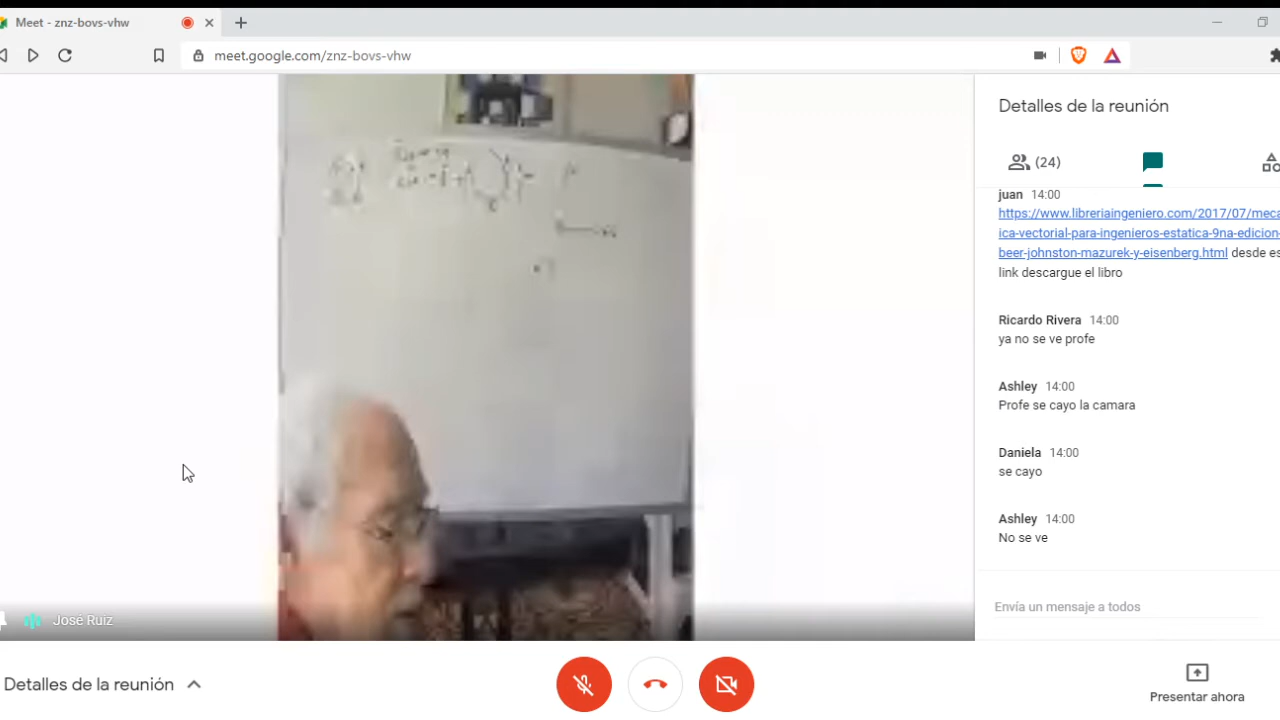 Meet - znz-bovs-vhw
meet.google.com/znz-bovs-vhw
Detalles de la reunión
(24)
juan 14:00
https://www.libreriaingeniero.com/2017/07/meca
ica-vectorial-para-ingenieros-estatica-9na-edicion-
beer-johnston-mazurek-y-eisenberg.html desde es
link descargue el libro
Ricardo Rivera 14:00
ya no se ve profe
Ashley 14:00
Profe se cayo la camara
Daniela 14:00
se cayo
Ashley 14:00
No se ve
Envía un mensaje a todos
José Ruiz
Detalles de la reunión
Presentar ahora